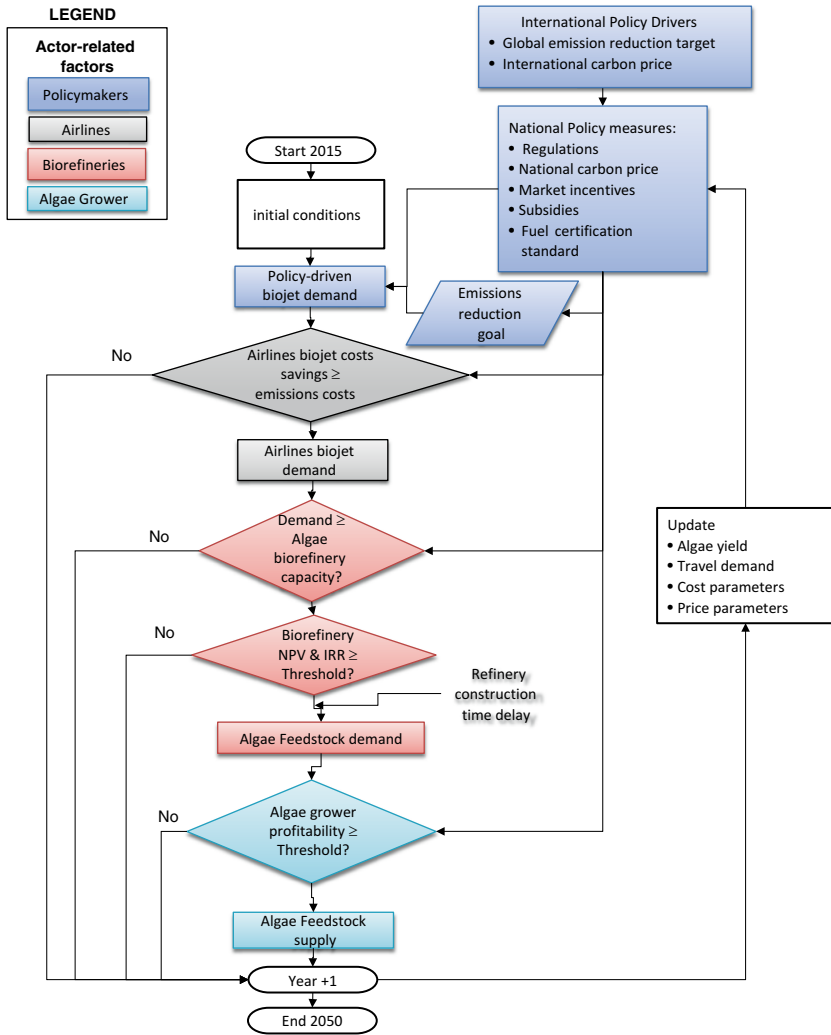 LEGEND
Actor-related
factors
Policymakers
Airlines
Biorefineries
Algae Grower
International Policy Drivers
• Global emission reduction target
• International carbon price
National Policy measures:
• Regulations
• National carbon price
• Market incentives
• Subsidies
• Fuel certification
standard
Start 2015
initial conditions
Policy-driven
biojet demand
Emissions
reduction
goal
No
Airlines biojet costs
savings ≥
emissions costs
Airlines biojet
demand
No
Demand ≥
Algae
biorefinery
capacity?
Update
• Algae yield
• Travel demand
• Cost parameters
• Price parameters
No
Biorefinery
NPV & IRR ≥
Threshold?
Refinery
construction
time delay
Algae Feedstock demand
No
Algae grower
profitability ≥
Threshold?
Algae Feedstock
supply
Year +1
End 2050